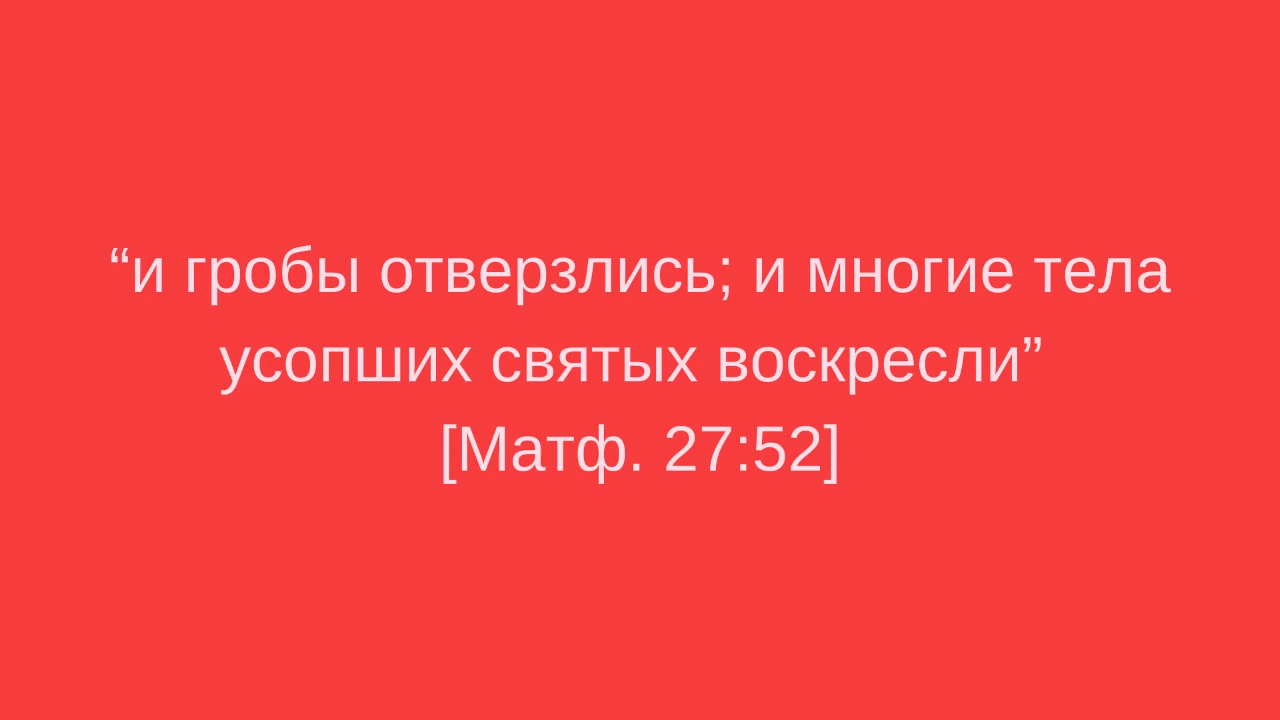 “и гробы отверзлись; и многие тела
усопших святых воскресли”
[Матф. 27:52]